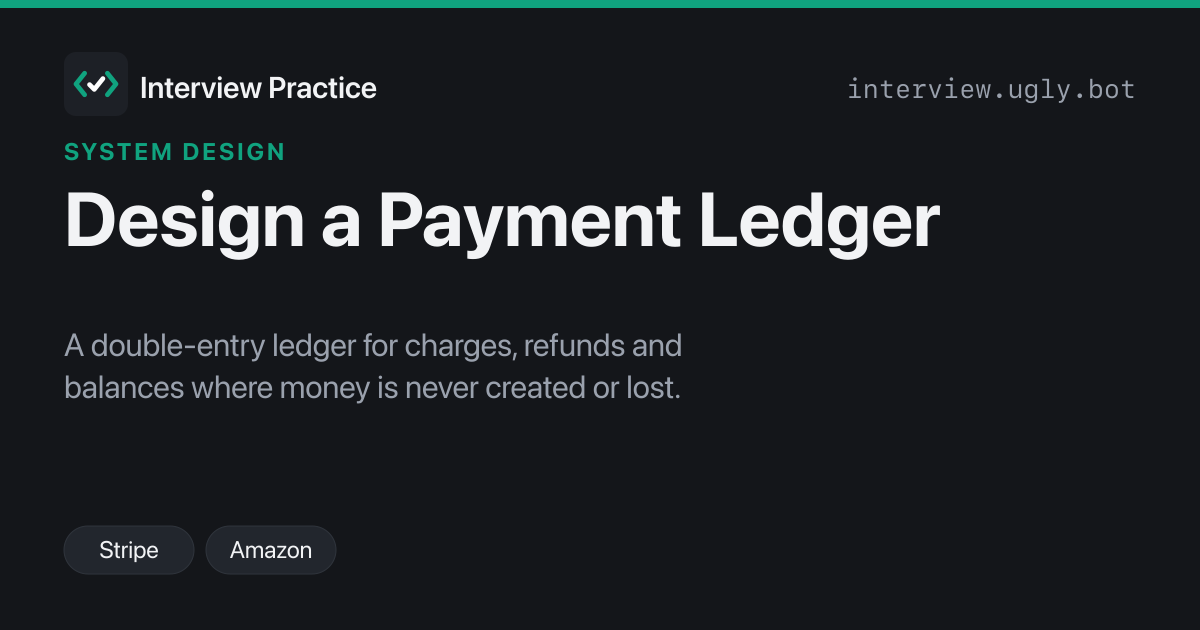 Interview Practice
interview.ugly.bot
SYSTEM DESIGN
Design a Payment Ledger
A double-entry ledger for charges, refunds and
balances where money is never created or lost.
Stripe
Amazon